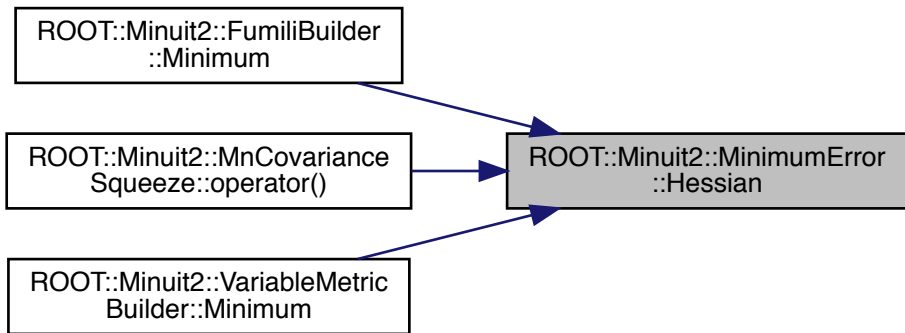 ROOT::Minuit2::FumiliBuilder
::Minimum
ROOT::Minuit2::MnCovariance
Squeeze::operator()
ROOT::Minuit2::MinimumError
::Hessian
ROOT::Minuit2::VariableMetric
Builder::Minimum